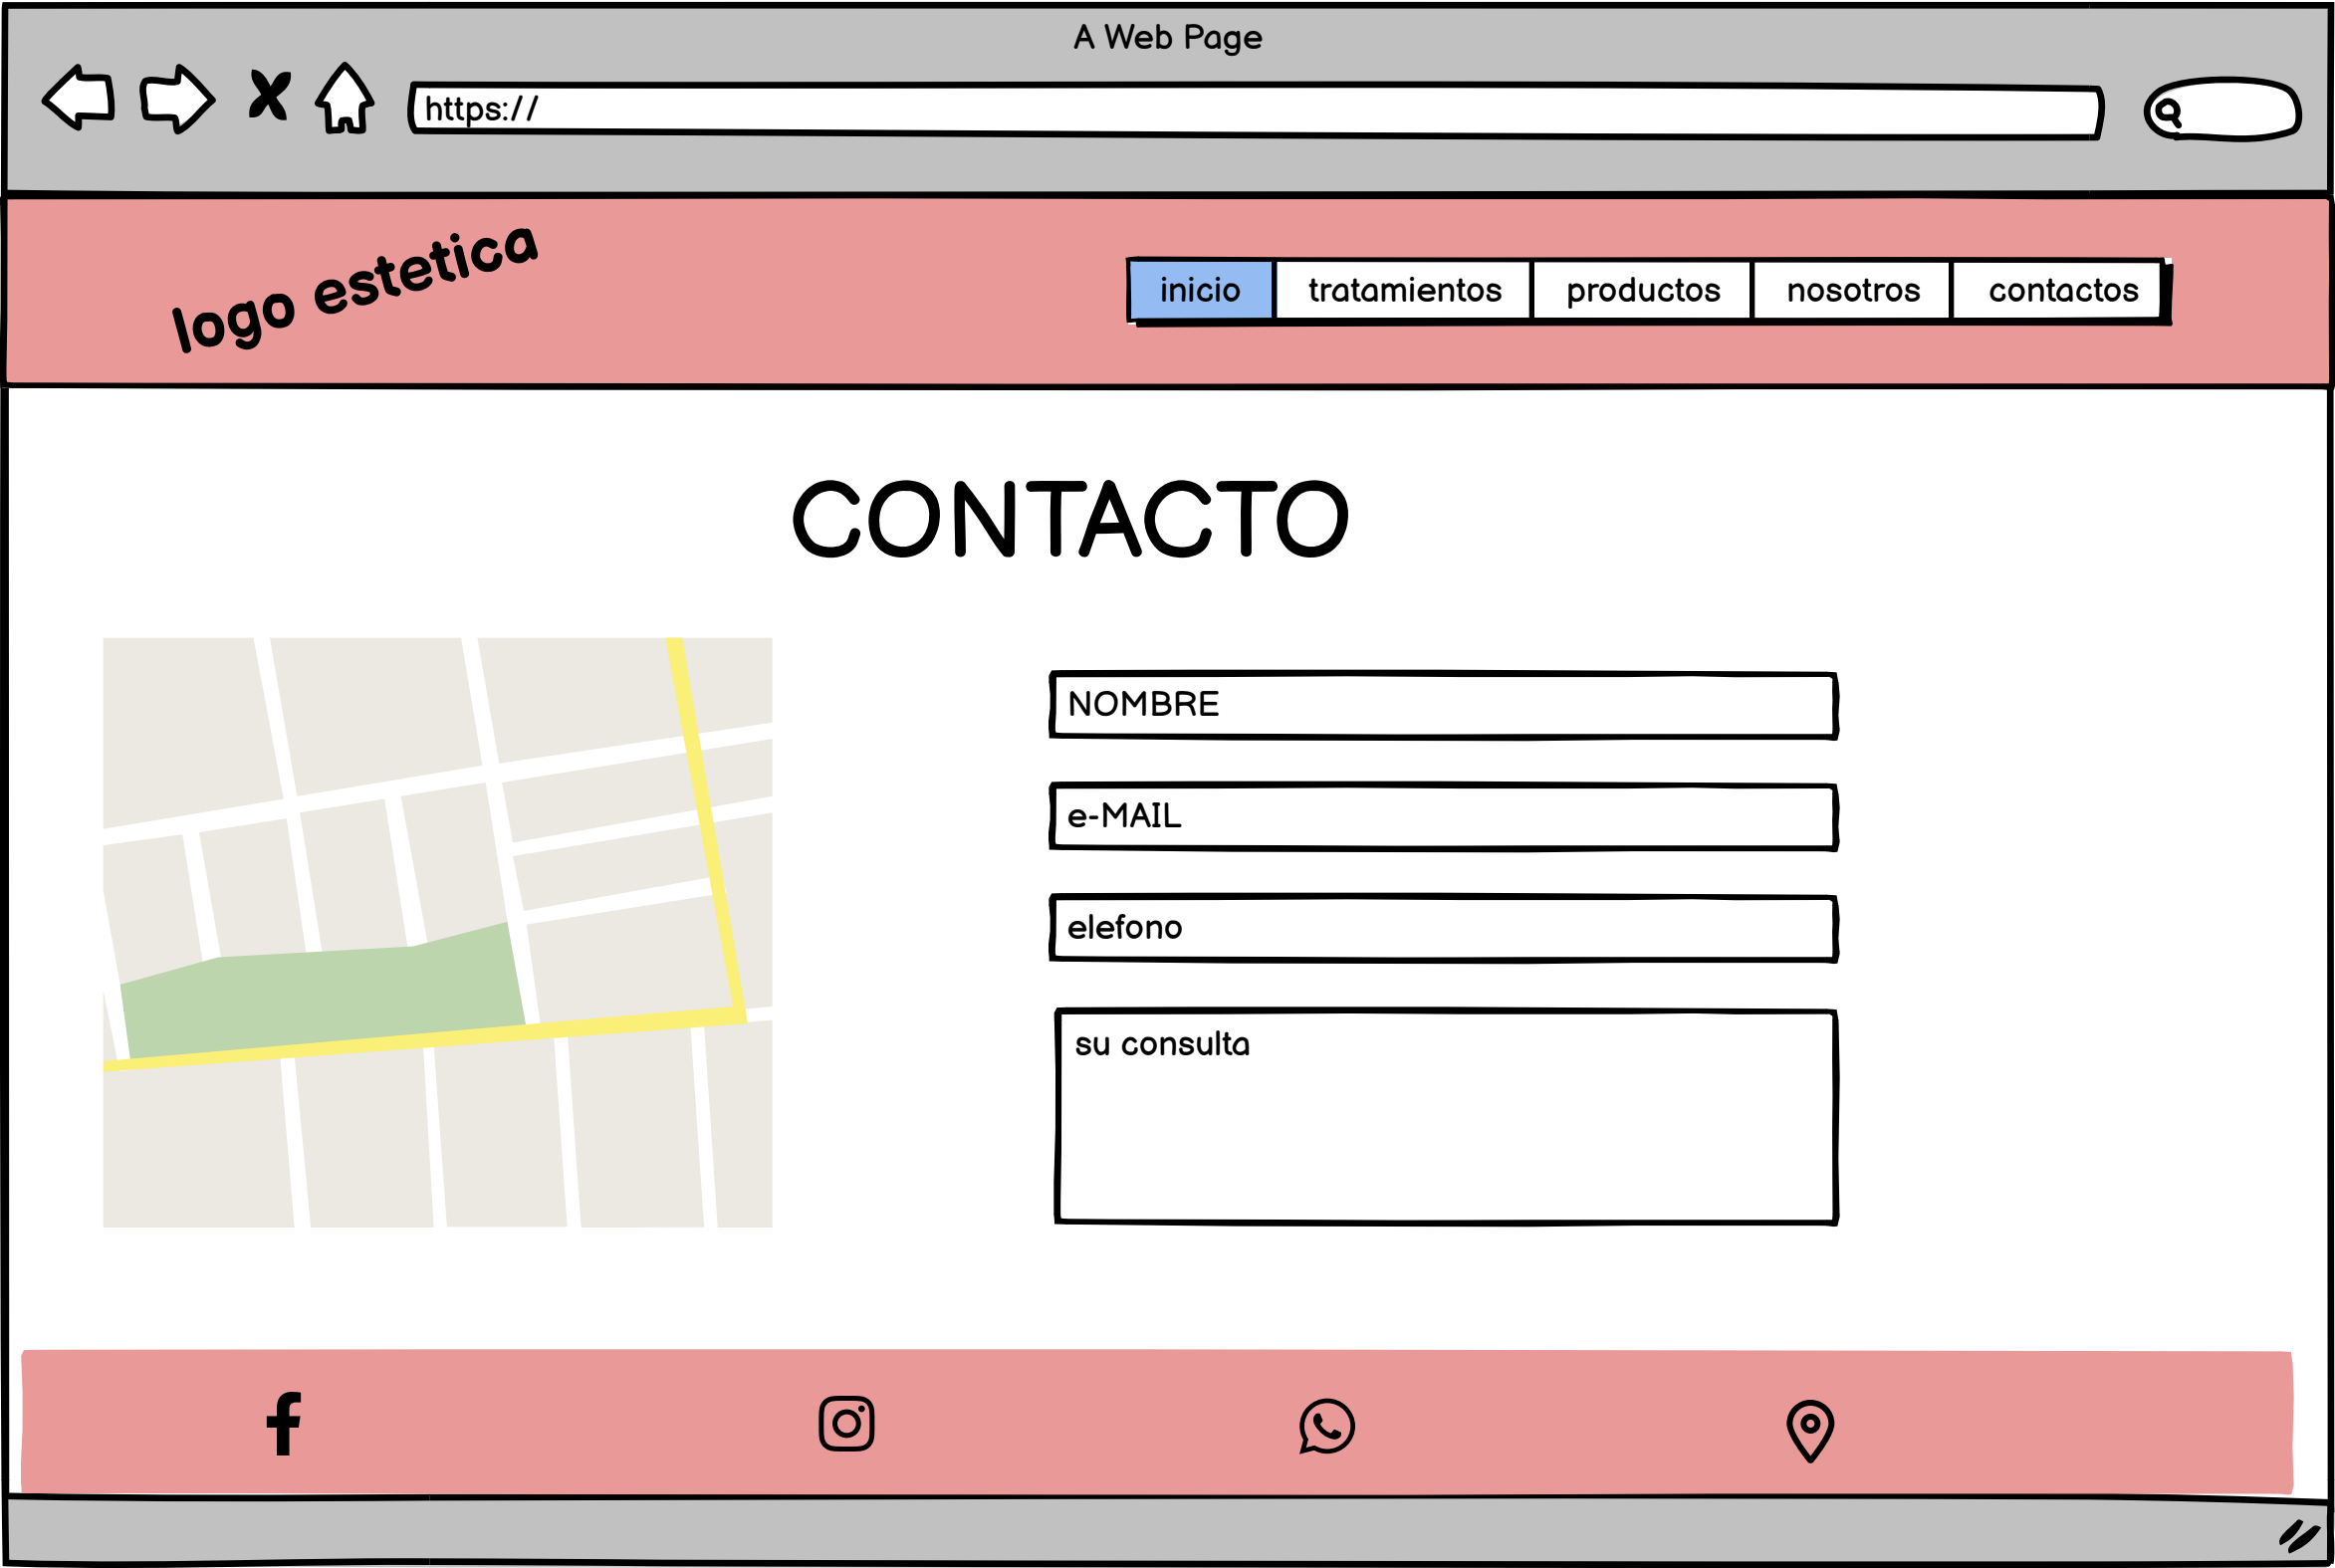 A Web Page
https://
logo estetica
inicio tratamientos productos nosotros contactos
CONTACTO
NOMBRE
e-MAIL
elefono
su consulta